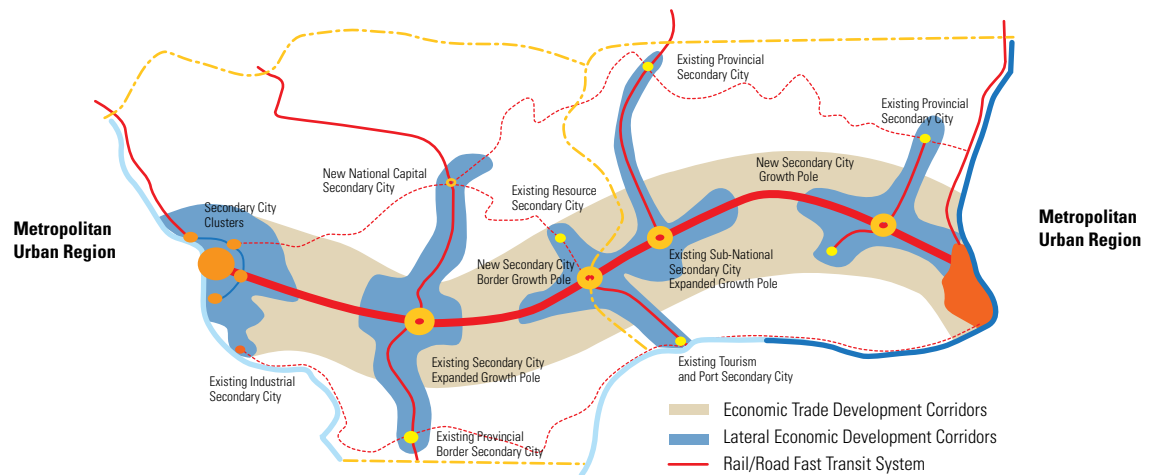 Existing Provincial
Secondary City
Existing Provincial
Secondary City
New Secondary City
Growth Pole
New National Capital
Secondary City
Existing Resource
Secondary City
Secondary City
Clusters
Metropolitan
Urban Region
Metropolitan
Urban Region
New Secondary City
Border Growth Pole
Existing Sub-National
Secondary City
Expanded Growth Pole
Existing Secondary City
Expanded Growth Pole
Existing Tourism
and Port Secondary City
Existing Industrial
Secondary City
Existing Provincial
Border Secondary City
Economic Trade Development Corridors
Lateral Economic Development Corridors
Rail/Road Fast Transit System